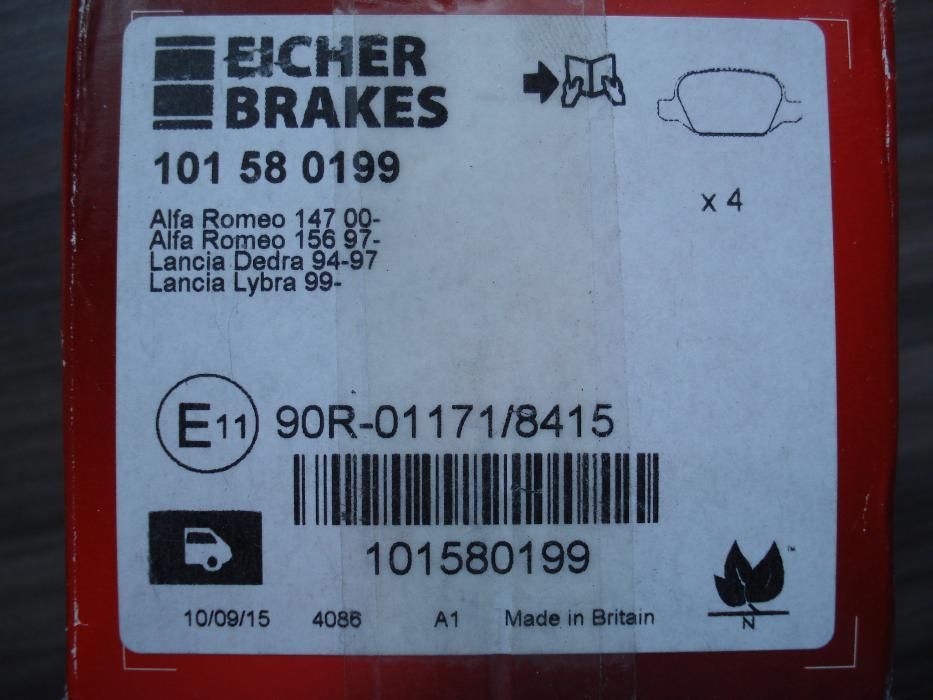 EICHER
BRAKES
101 58 0199
Alfa Romeo 147 00-
Alfa Romeo 156 97-
Lancia Dedra 94-97
Lancia Lybra 99-
x 4
E11 90R-01171/8415
101580199
10/09/15 4086 A1 Made in Britain
N
™